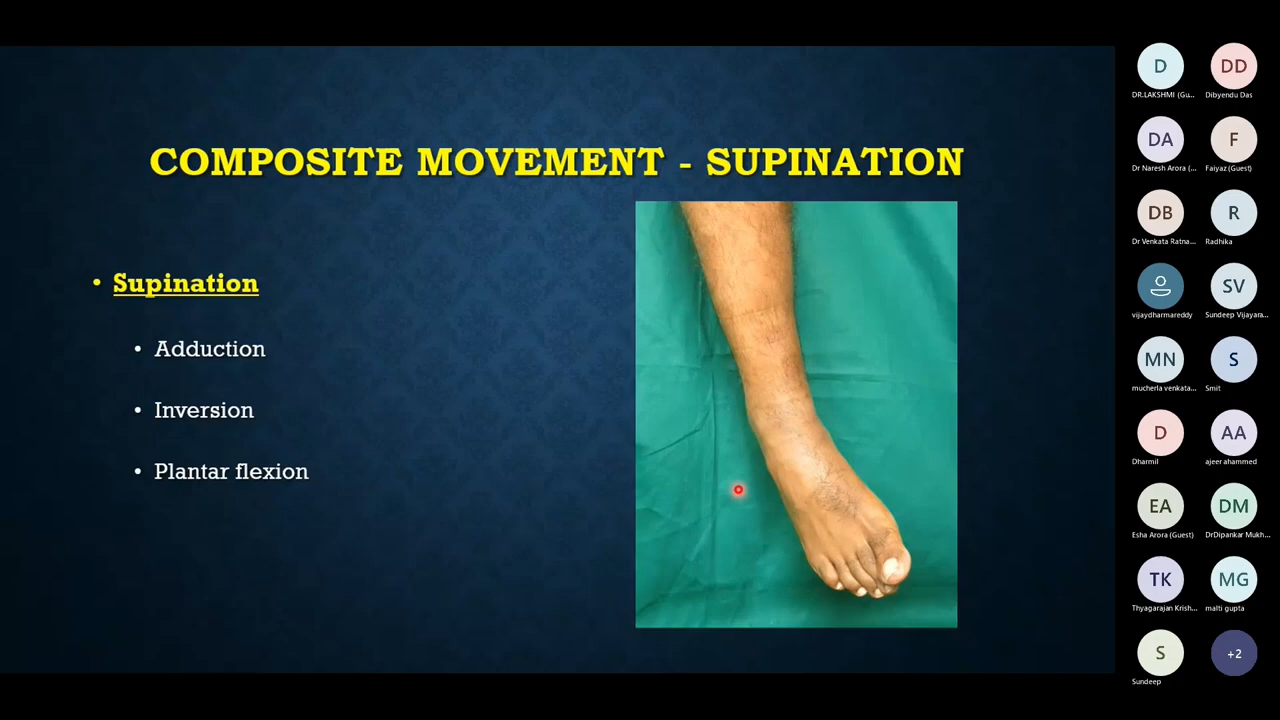 COMPOSITE MOVEMENT - SUPINATION
• Supination
• Adduction
• Inversion
• Plantar flexion
D DD
DR.LAKSHMI (Gu... Dibyendu Das
DA F
Dr Naresh Arora (... Faiyaz (Guest)
DB R
Dr Venkata Ratna... Radhika
SV
vijaydharmareddy Sundeep Vijayara...
MN S
mucherla venkata... Smit
D AA
Dharmil ajeer ahammed
EA DM
Esha Arora (Guest) DrDipankar Mukh...
TK MG
Thyagarajan Krish... malti gupta
S +2
Sundeep